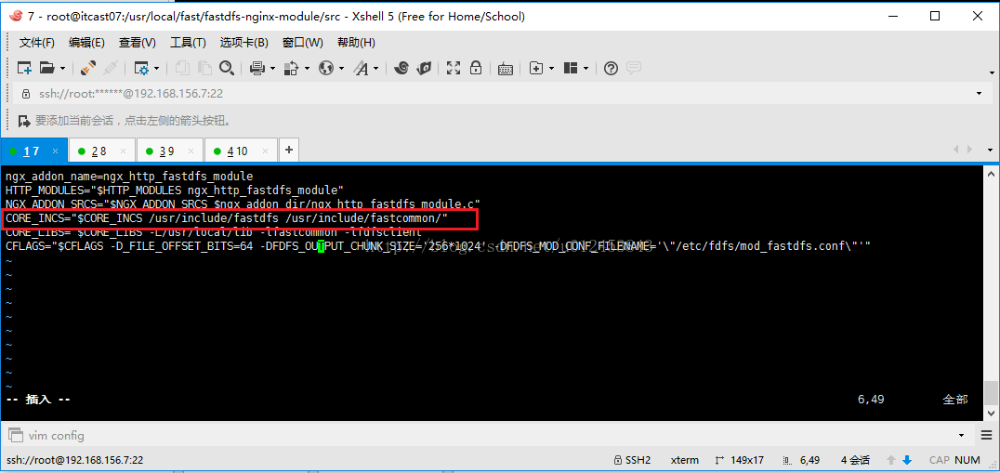 7 - root@itcast07:/usr/local/fast/fastdfs-nginx-module/src - Xshell 5 (Free for Home/School)
文件(F) 编辑(E) 查看(V) 工具(T) 选项卡(B) 窗口(W) 帮助(H)
ssh://root:******@192.168.156.7:22
要添加当前会话，点击左侧的箭头按钮。
1 7 × 2 8 × 3 9 × 4 10 × +
ngx_addon_name=ngx_http_fastdfs_module
HTTP_MODULES="$HTTP_MODULES ngx_http_fastdfs_module"
NGX_ADDON_SRCS="$NGX_ADDON_SRCS $ngx_addon_dir/ngx_http_fastdfs_module.c"
CORE_INCS="$CORE_INCS /usr/include/fastdfs /usr/include/fastcommon/"
CORE_LIBS="$CORE_LIBS -L/usr/local/lib -lfastcommon -lfdfsclient"
CFLAGS="$CFLAGS -D_FILE_OFFSET_BITS=64 -DFDFS_OUTPUT_CHUNK_SIZE='256*1024' -DFDFS_MOD_CONF_FILENAME='\"/etc/fdfs/mod_fastdfs.conf\"'"
~
~
~
~
~
~
~
~
~
~
-- 插入 -- 6,49 全部
vim config
ssh://root@192.168.156.7:22 SSH2 xterm 149x17 6,49 4 会话 CAP NUM